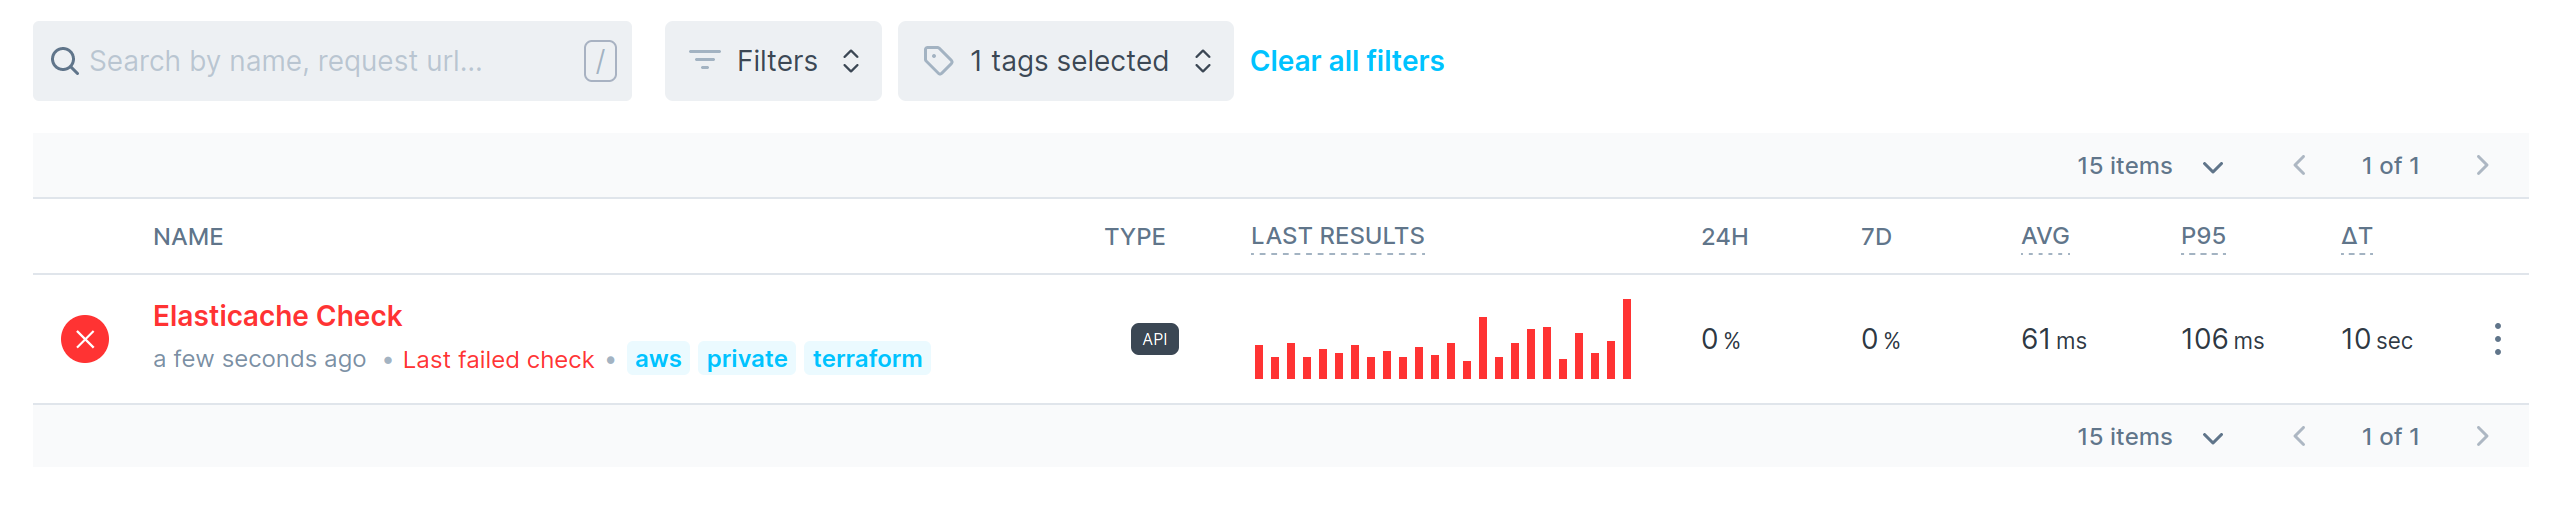 Search by name, request url... / Filters 1 tags selected Clear all filters
15 items 1 of 1
NAME TYPE LAST RESULTS 24H 7D AVG P95 ΔT
Elasticache Check
a few seconds ago • Last failed check • aws private terraform API 0 % 0 % 61 ms 106 ms 10 sec
15 items 1 of 1